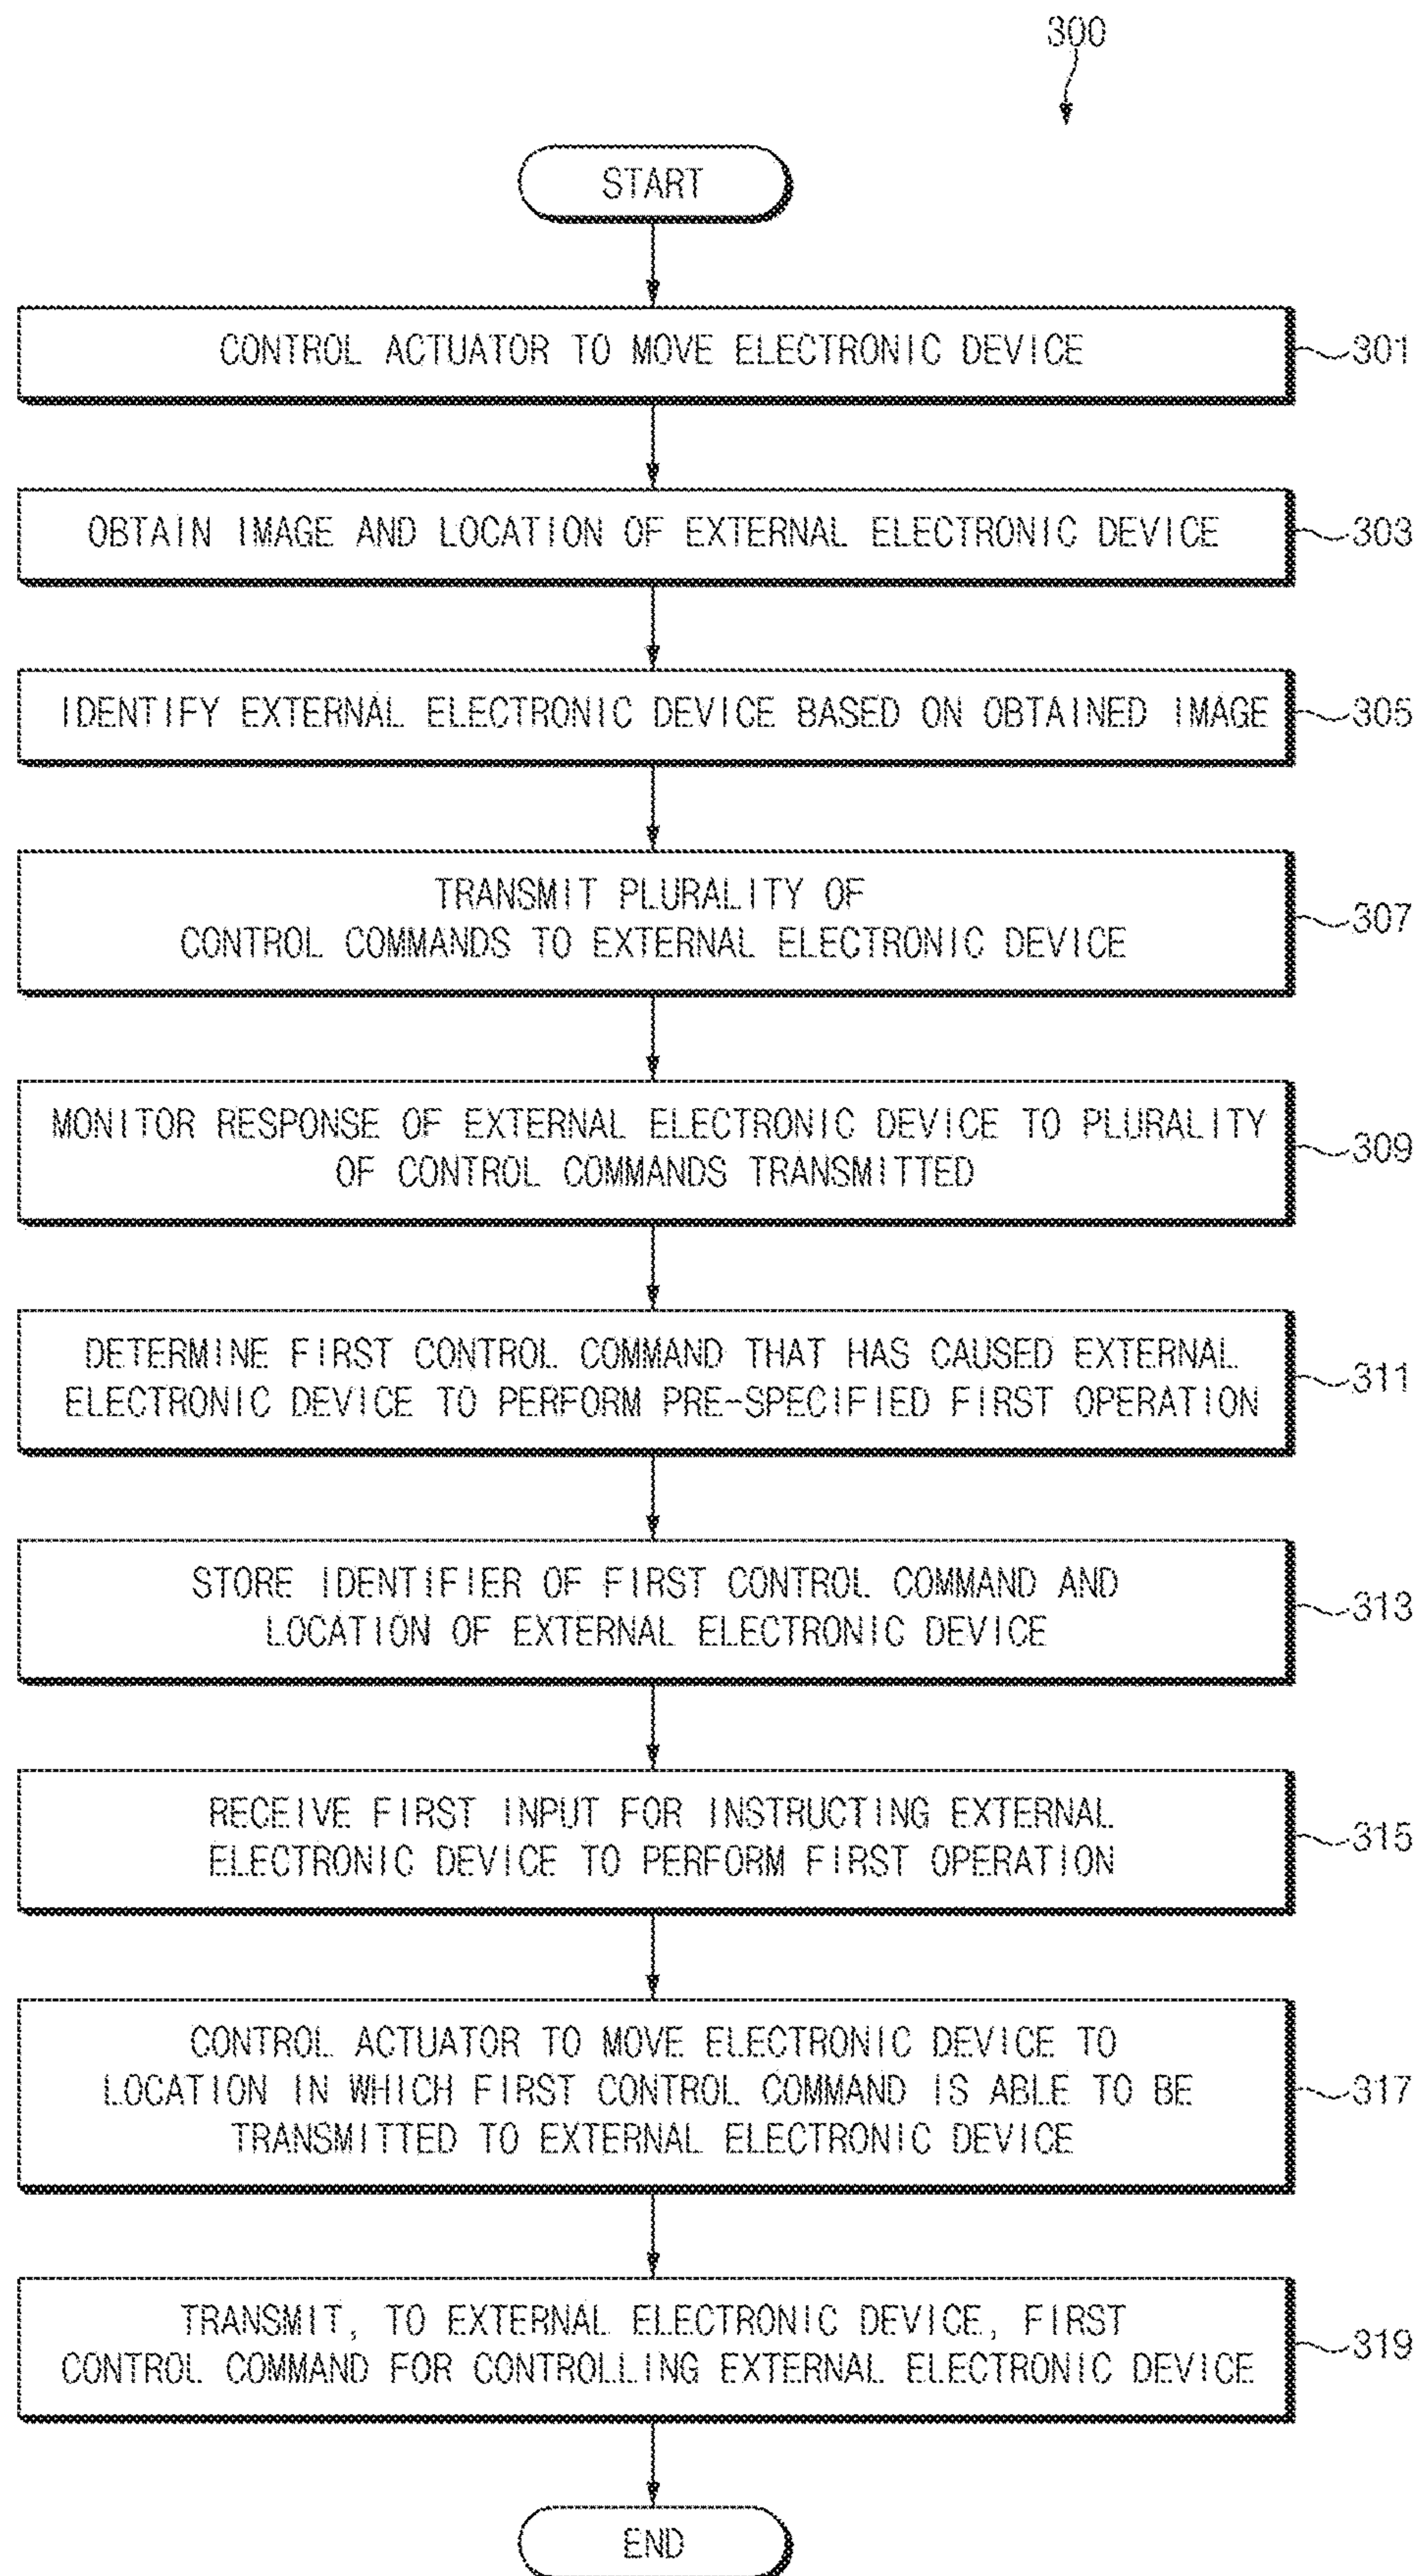 300
START
CONTROL ACTUATOR TO MOVE ELECTRONIC DEVICE
301
OBTAIN IMAGE AND LOCATION OF EXTERNAL ELECTRONIC DEVICE
303
IDENTIFY EXTERNAL ELECTRONIC DEVICE BASED ON OBTAINED IMAGE
305
TRANSMIT PLURALITY OF
CONTROL COMMANDS TO EXTERNAL ELECTRONIC DEVICE
307
MONITOR RESPONSE OF EXTERNAL ELECTRONIC DEVICE TO PLURALITY
OF CONTROL COMMANDS TRANSMITTED
309
DETERMINE FIRST CONTROL COMMAND THAT HAS CAUSED EXTERNAL
ELECTRONIC DEVICE TO PERFORM PRE-SPECIFIED FIRST OPERATION
311
STORE IDENTIFIER OF FIRST CONTROL COMMAND AND
LOCATION OF EXTERNAL ELECTRONIC DEVICE
313
RECEIVE FIRST INPUT FOR INSTRUCTING EXTERNAL
ELECTRONIC DEVICE TO PERFORM FIRST OPERATION
315
CONTROL ACTUATOR TO MOVE ELECTRONIC DEVICE TO
LOCATION IN WHICH FIRST CONTROL COMMAND IS ABLE TO BE
TRANSMITTED TO EXTERNAL ELECTRONIC DEVICE
317
TRANSMIT, TO EXTERNAL ELECTRONIC DEVICE, FIRST
CONTROL COMMAND FOR CONTROLLING EXTERNAL ELECTRONIC DEVICE
319
END